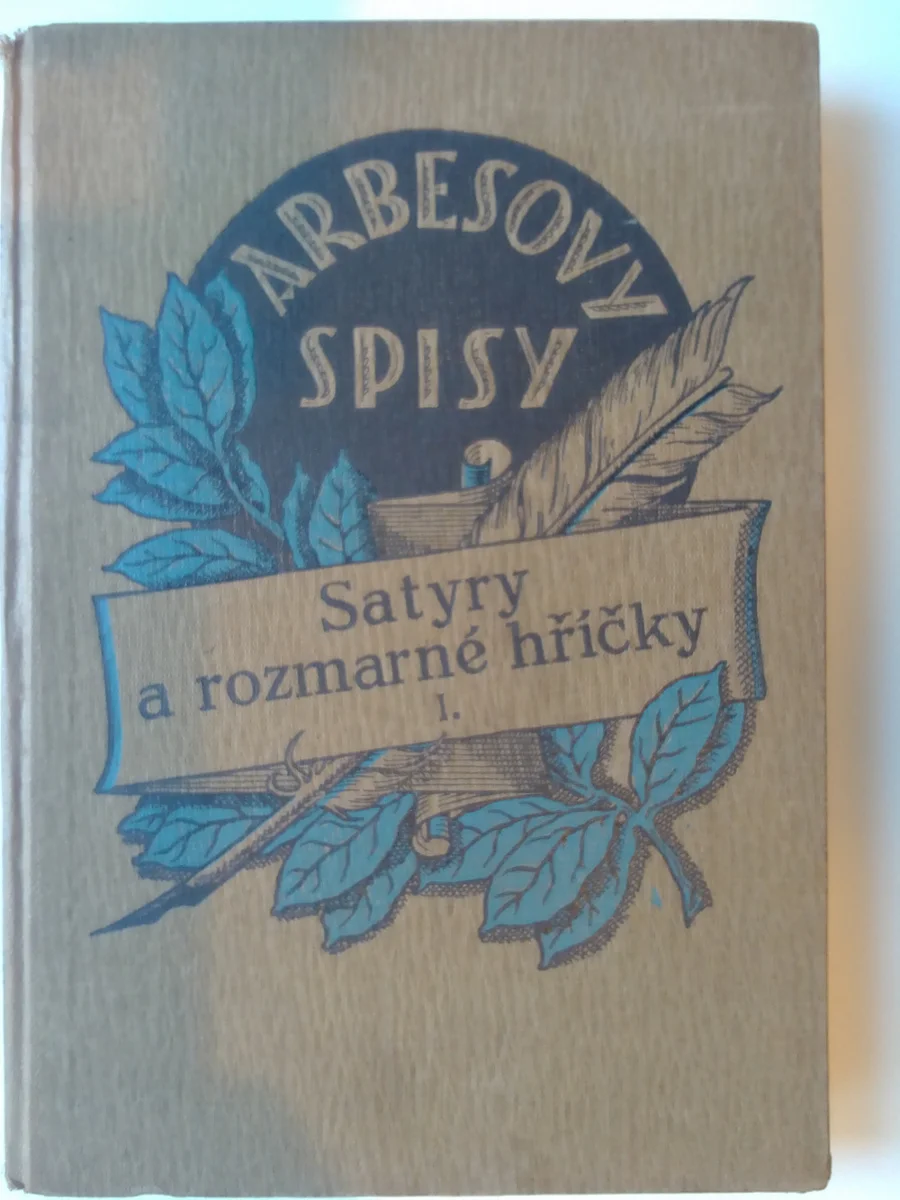 ARBESOVY
SPISY
Satyry
a rozmarné hříčky
I.